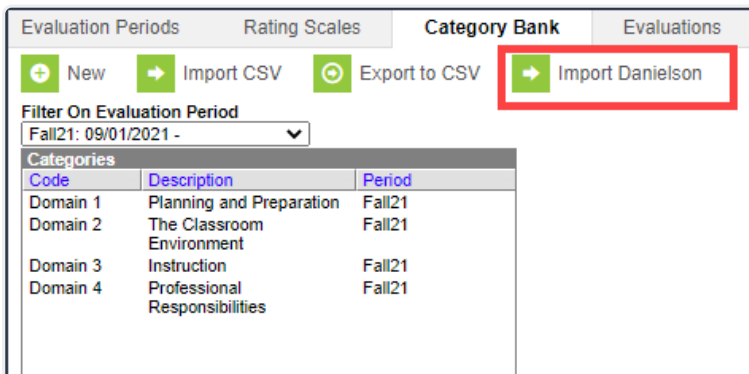 Evaluation Periods Rating Scales Category Bank Evaluations
New Import CSV Export to CSV Import Danielson
Filter On Evaluation Period
Fall21: 09/01/2021 -
Categories
Code Description Period
Domain 1 Planning and Preparation Fall21
Domain 2 The Classroom Fall21
Environment
Domain 3 Instruction Fall21
Domain 4 Professional Fall21
Responsibilities